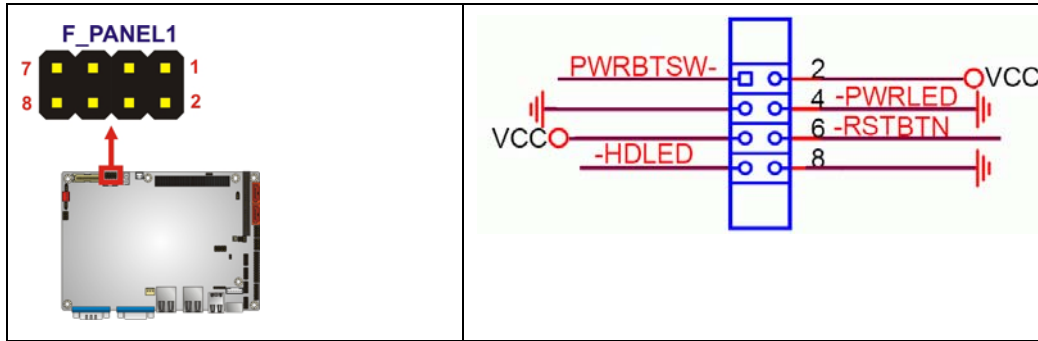 F_PANEL1
7 1
8 2
PWRBTSW- 2 VCC
4 -PWRLED
VCC 6 -RSTBTN
-HDLED 8